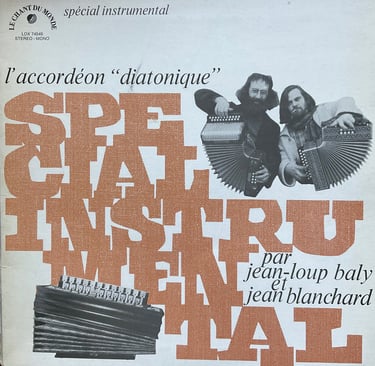 LE CHANT DU MONDE
LDX 74646
STEREO-MONO
spécial instrumental
l'accordéon "diatonique"
SPE
CIAL
INSTRU
MEN
TAL
par
jean-loup baly
et
jean blanchard